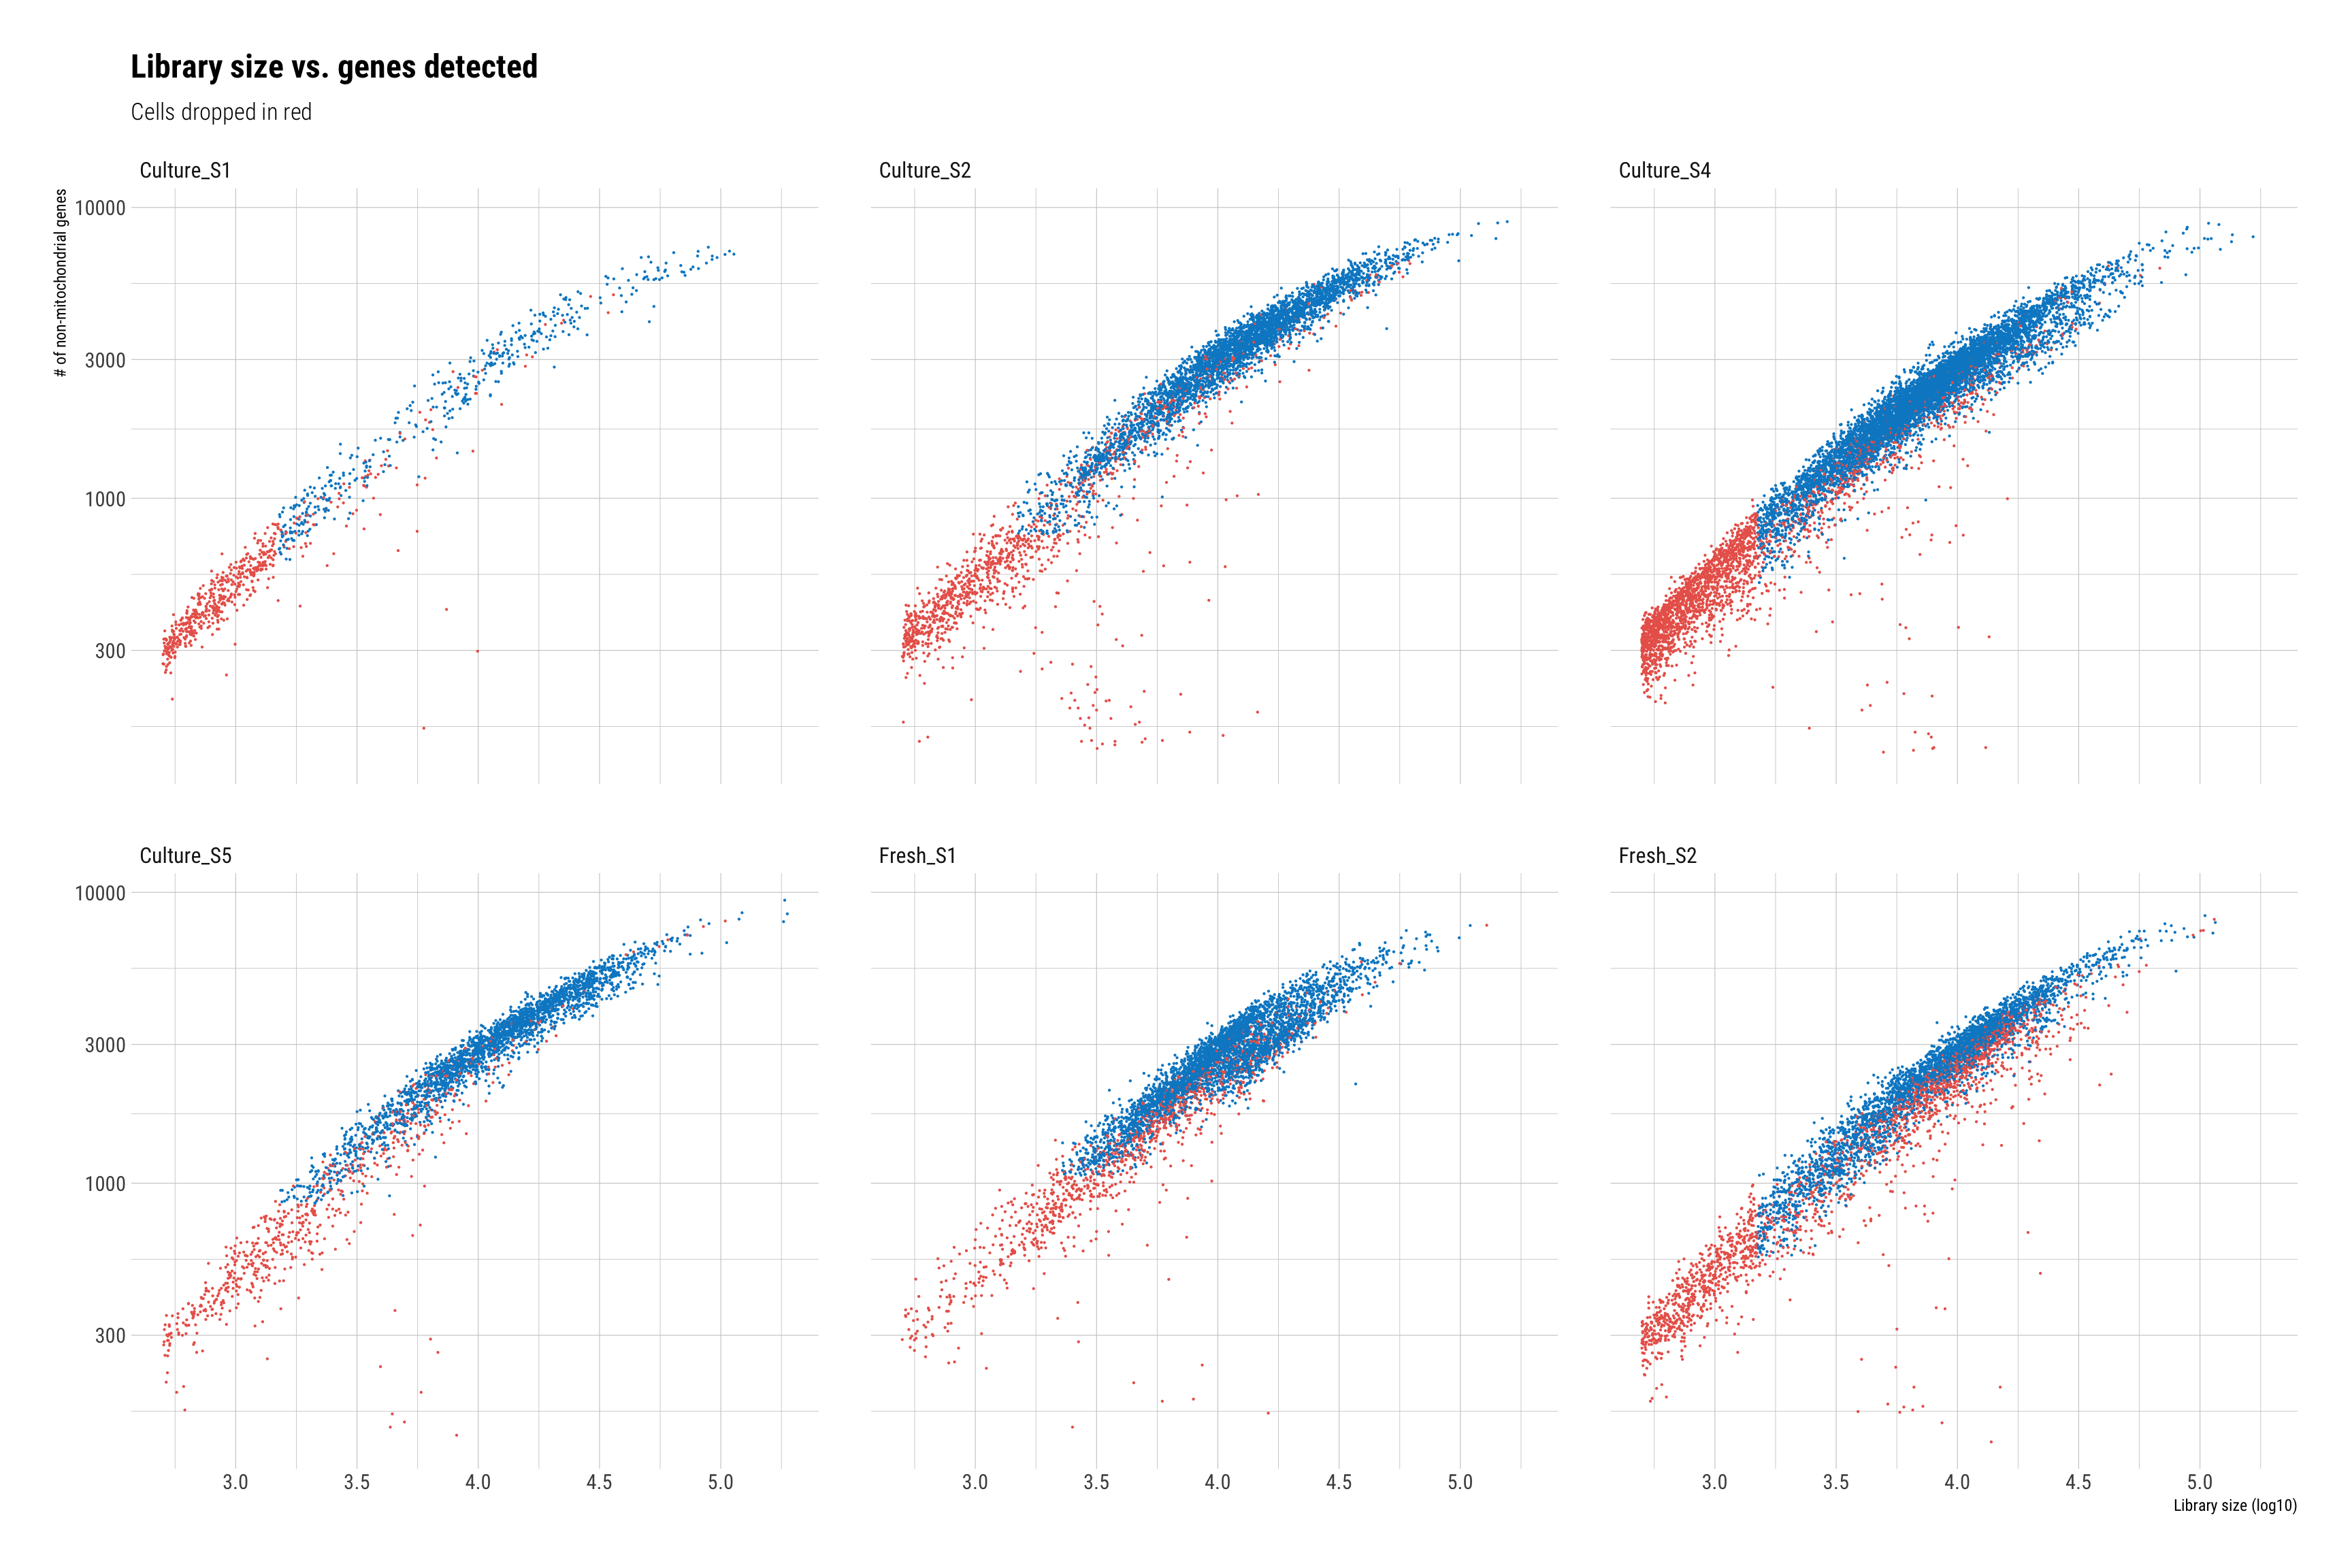 Library size vs. genes detected
Cells dropped in red
Culture_S1
Culture_S2
Culture_S4
# of non-mitochondrial genes
10000
3000
1000
300
Culture_S5
Fresh_S1
Fresh_S2
10000
3000
1000
300
3.0 3.5 4.0 4.5 5.0
3.0 3.5 4.0 4.5 5.0
3.0 3.5 4.0 4.5 5.0
Library size (log10)